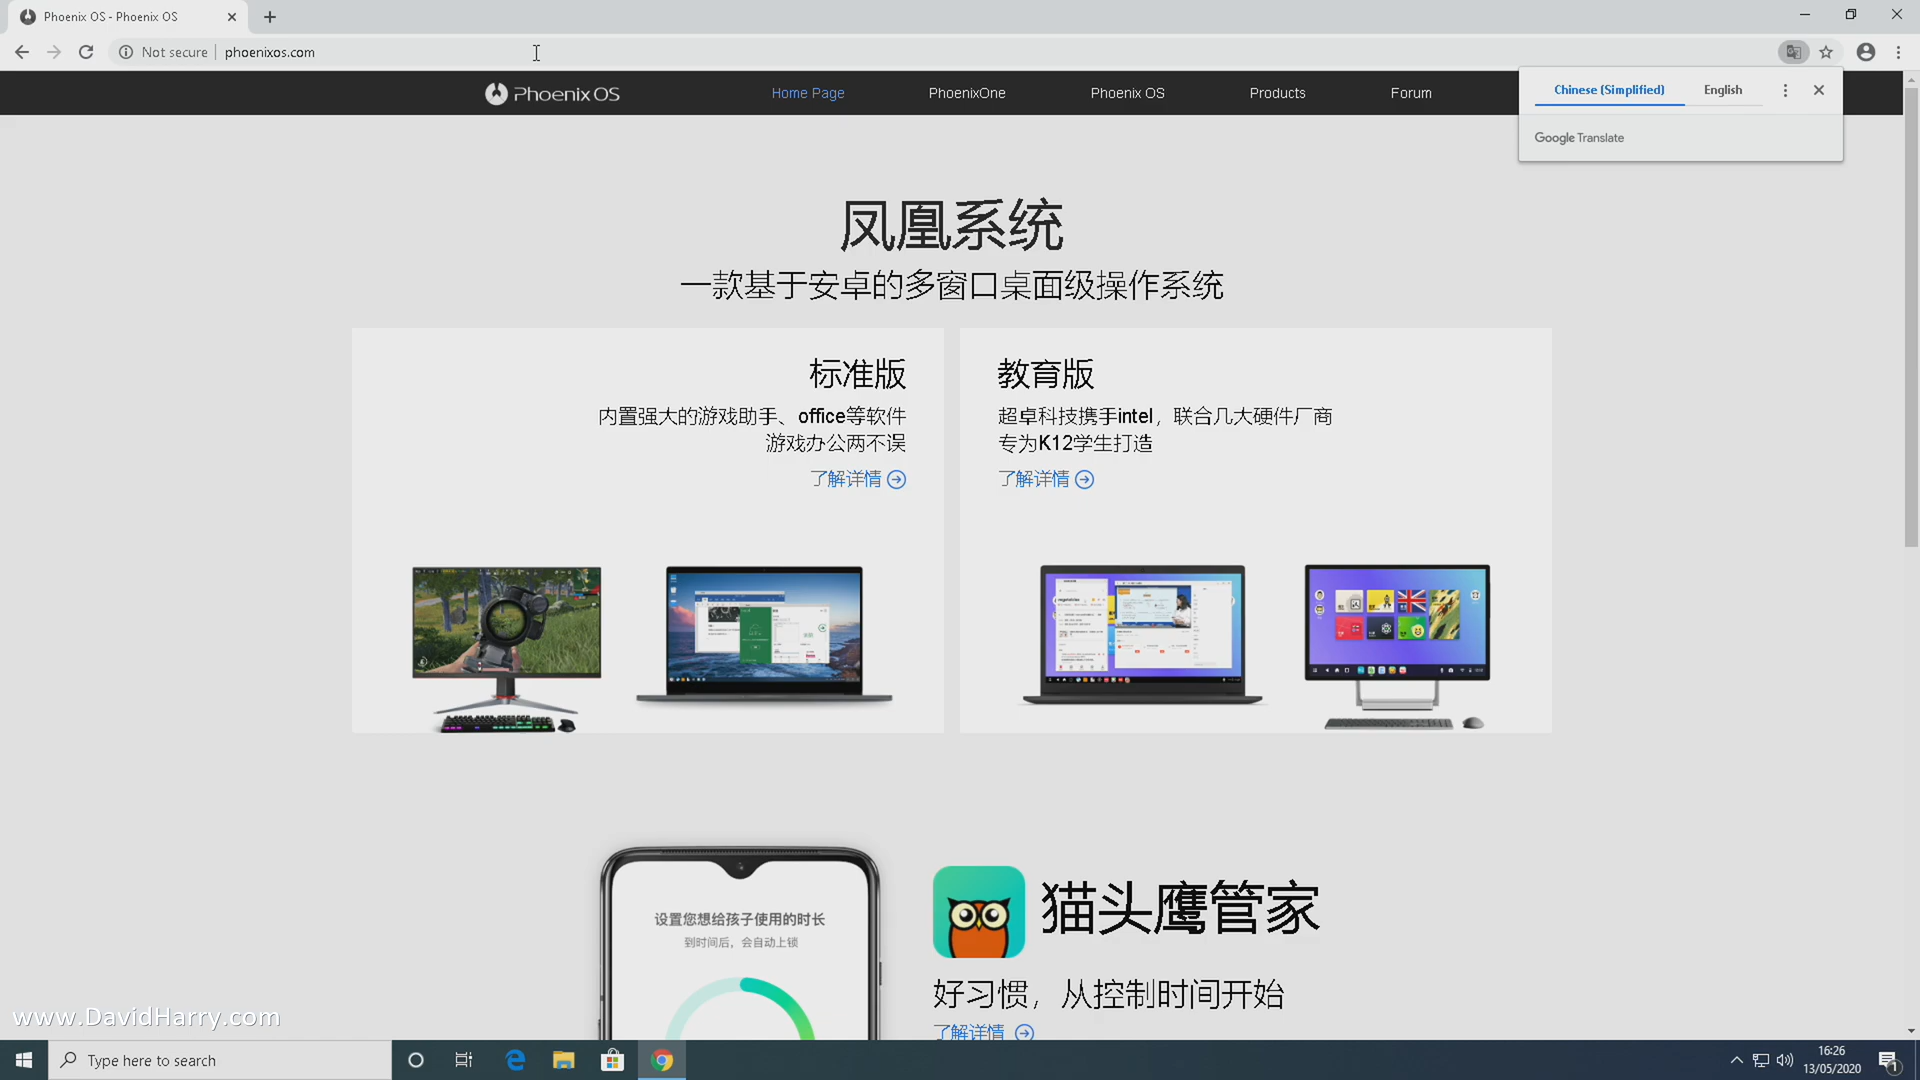 Phoenix OS - Phoenix OS
Not secure
phoenixos.com
Phoenix OS
Home Page
PhoenixOne
Phoenix OS
Products
Forum
Chinese (Simplified)
English
Google Translate
凤凰系统
一款基于安卓的多窗口桌面级操作系统
标准版
内置强大的游戏助手、office等软件
游戏办公两不误
了解详情
教育版
超卓科技携手intel，联合几大硬件厂商
专为K12学生打造
了解详情
设置您想给孩子使用的时长
到时间后，会自动上锁
猫头鹰管家
好习惯，从控制时间开始
了解详情
www.DavidHarry.com
Type here to search
16:26
13/05/2020
1